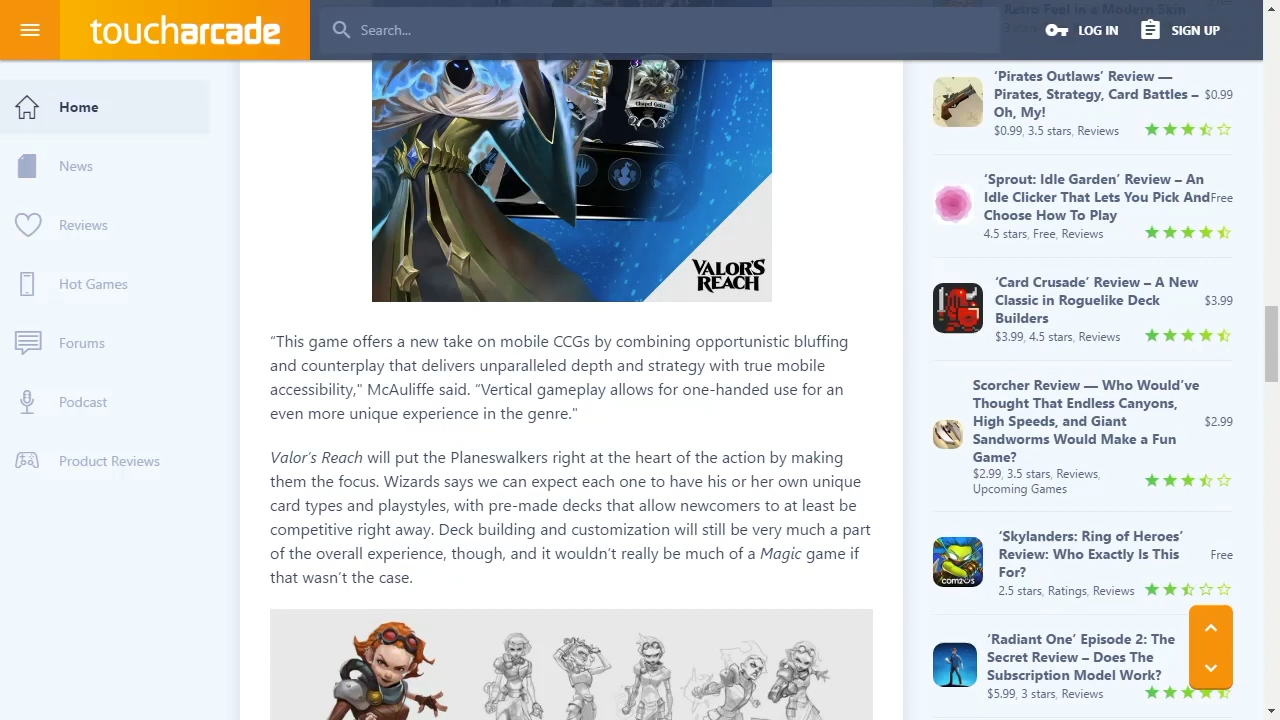 toucharcade
Search...
LOG IN
SIGN UP
Home
News
Reviews
Hot Games
Forums
Podcast
Product Reviews
Chapel Geist
VALOR'S
REACH
“This game offers a new take on mobile CCGs by combining opportunistic bluffing
and counterplay that delivers unparalleled depth and strategy with true mobile
accessibility," McAuliffe said. “Vertical gameplay allows for one-handed use for an
even more unique experience in the genre."
Valor’s Reach will put the Planeswalkers right at the heart of the action by making
them the focus. Wizards says we can expect each one to have his or her own unique
card types and playstyles, with pre-made decks that allow newcomers to at least be
competitive right away. Deck building and customization will still be very much a part
of the overall experience, though, and it wouldn’t really be much of a Magic game if
that wasn’t the case.
Retro Feel in a Modern Skin
Free
‘Pirates Outlaws’ Review —
Pirates, Strategy, Card Battles –
Oh, My!
$0.99
$0.99, 3.5 stars, Reviews
‘Sprout: Idle Garden’ Review – An
Idle Clicker That Lets You Pick And
Choose How To Play
Free
4.5 stars, Free, Reviews
‘Card Crusade’ Review – A New
Classic in Roguelike Deck
Builders
$3.99
$3.99, 4.5 stars, Reviews
Scorcher Review — Who Would’ve
Thought That Endless Canyons,
High Speeds, and Giant
Sandworms Would Make a Fun
Game?
$2.99
$2.99, 3.5 stars, Reviews,
Upcoming Games
com2uS
‘Skylanders: Ring of Heroes’
Review: Who Exactly Is This
For?
Free
2.5 stars, Ratings, Reviews
‘Radiant One’ Episode 2: The
Secret Review – Does The
Subscription Model Work?
$5.99, 3 stars, Reviews